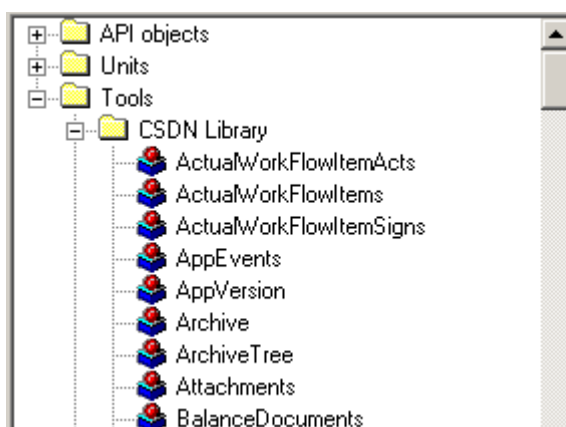 API objects
Units
Tools
CSDN Library
ActualWorkFlowItemActs
ActualWorkFlowItems
ActualWorkFlowItemSigns
AppEvents
AppVersion
Archive
ArchiveTree
Attachments
BalanceDocuments